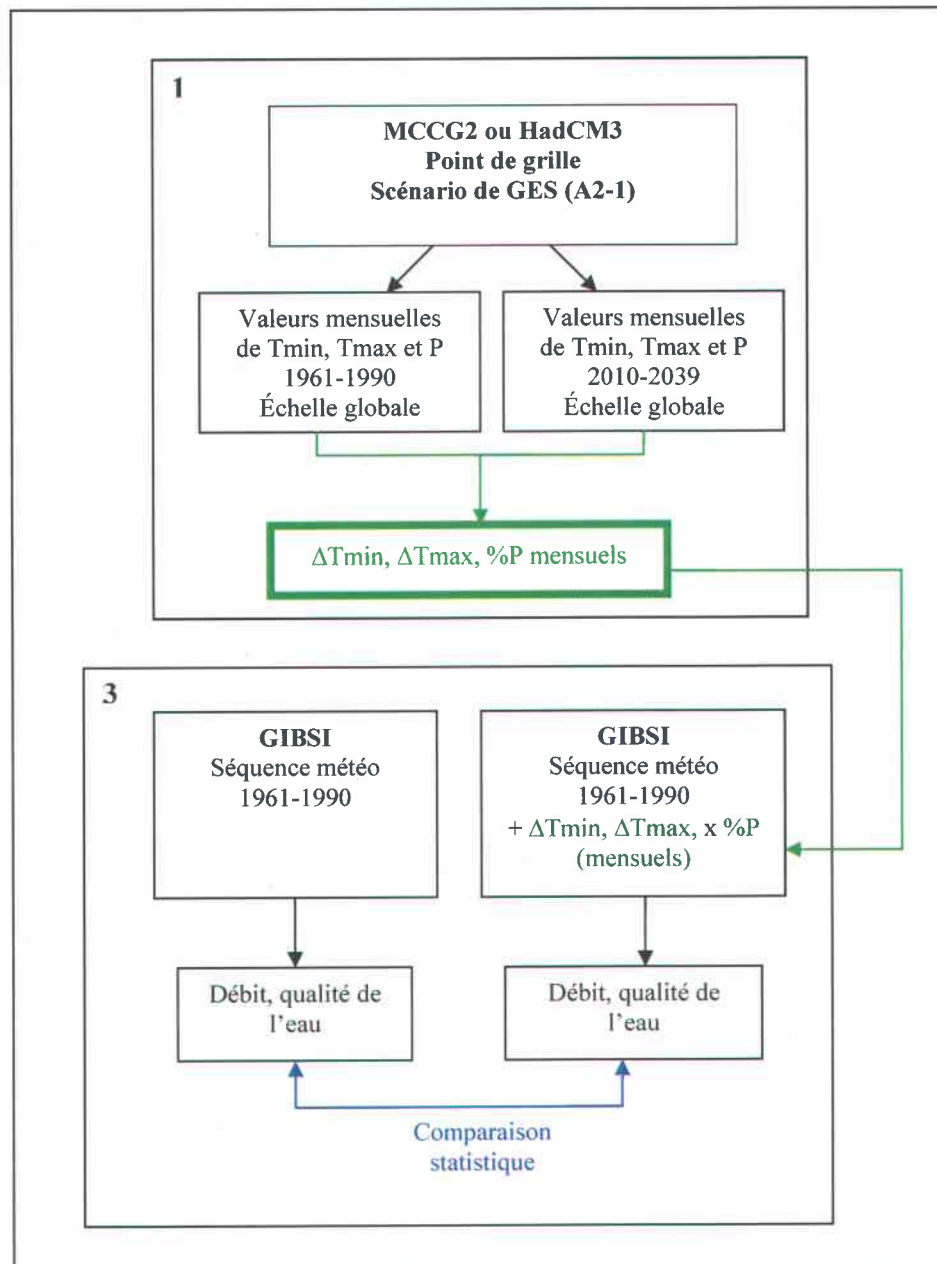 1
MCCG2 ou HadCM3
Point de grille
Scénario de GES (A2-1)
Valeurs mensuelles
de Tmin, Tmax et P
1961-1990
Échelle globale
Valeurs mensuelles
de Tmin, Tmax et P
2010-2039
Échelle globale
ΔTmin, ΔTmax, %P mensuels
3
GIBSI
Séquence météo
1961-1990
GIBSI
Séquence météo
1961-1990
+ ΔTmin, ΔTmax, x %P
(mensuels)
Débit, qualité de
l'eau
Débit, qualité de
l'eau
Comparaison
statistique